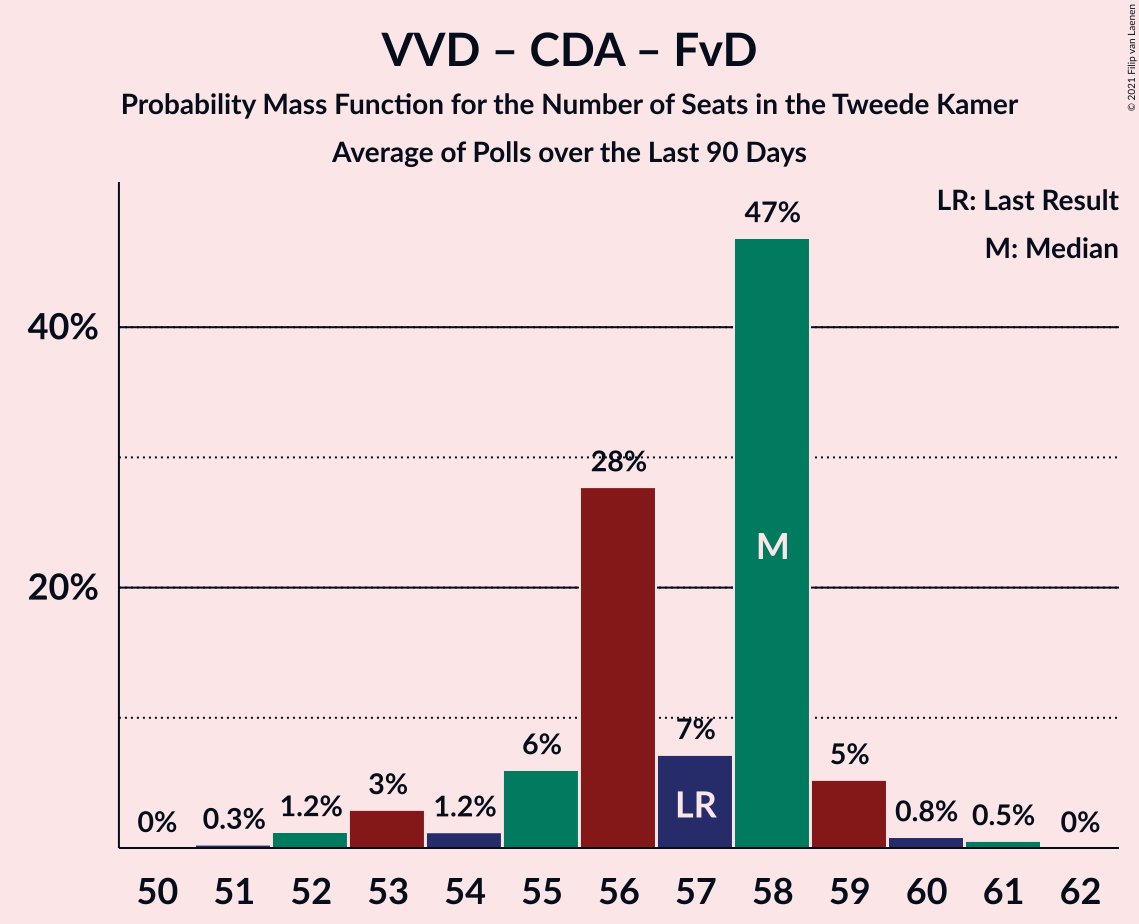 VVD – CDA – FvD
Probability Mass Function for the Number of Seats in the Tweede Kamer
Average of Polls over the Last 90 Days
© 2021 Filip van Laenen
LR: Last Result
M: Median
40%
20%
0%
0.3%
1.2%
3%
1.2%
6%
28%
7%
47%
5%
0.8%
0.5%
0%
LR
M
50 51 52 53 54 55 56 57 58 59 60 61 62